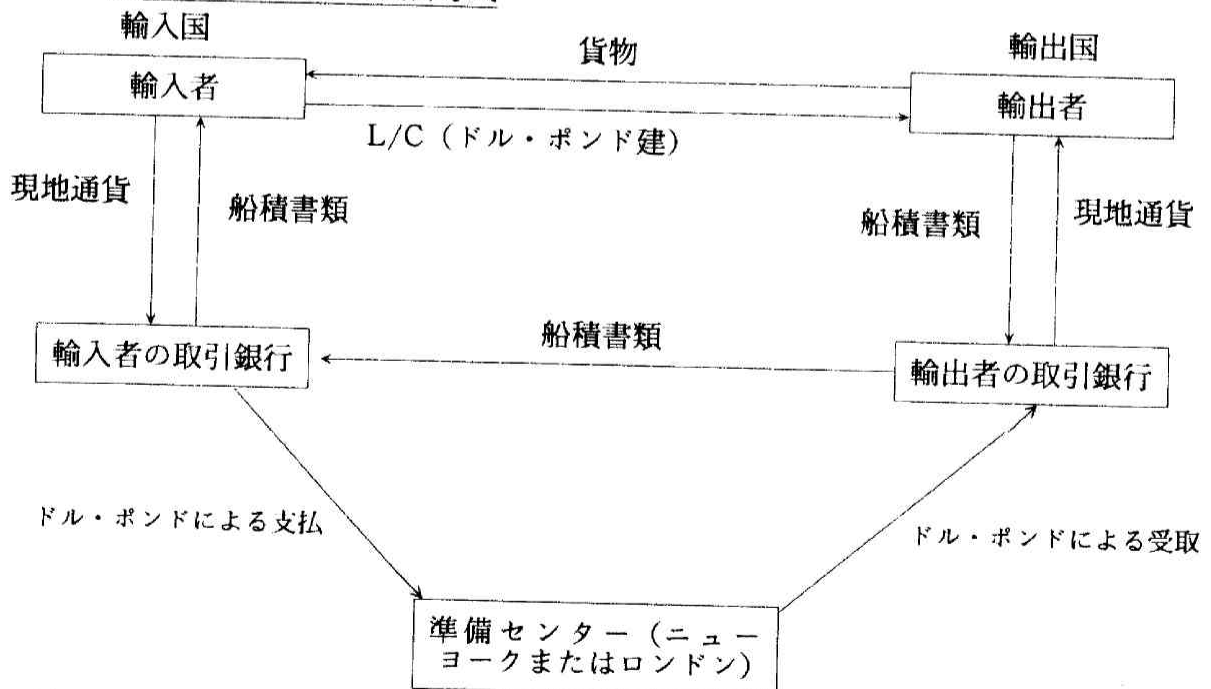 輸入国
輸出国
貨物
輸入者
輸出者
L/C(ドル・ポンド建)
現地通貨
船積書類
船積書類
現地通貨
船積書類
輸入者の取引銀行
輸出者の取引銀行
ドル・ポンドによる支払
ドル・ポンドによる受取
準備センター(ニュー
ヨークまたはロンドン)